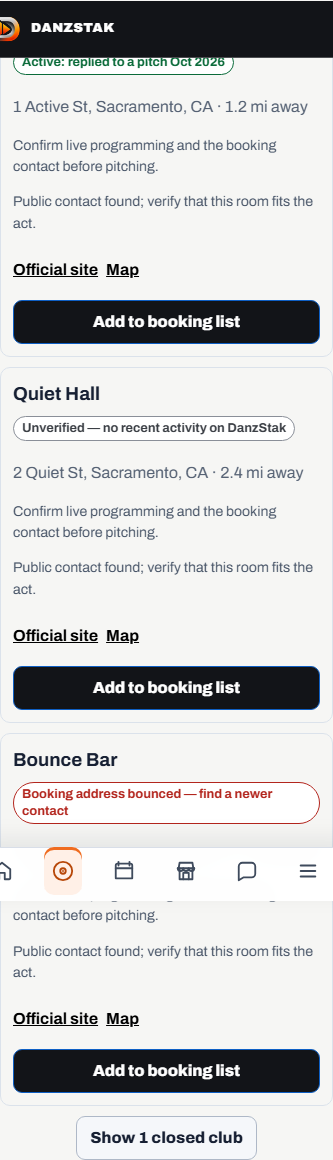 DANZSTAK
Active: replied to a pitch Oct 2026
1 Active St, Sacramento, CA · 1.2 mi away
Confirm live programming and the booking
contact before pitching.
Public contact found; verify that this room fits the
act.
Official site Map
Add to booking list
Quiet Hall
Unverified — no recent activity on DanzStak
2 Quiet St, Sacramento, CA · 2.4 mi away
Confirm live programming and the booking
contact before pitching.
Public contact found; verify that this room fits the
act.
Official site Map
Add to booking list
Bounce Bar
Booking address bounced — find a newer
contact
contact before pitching.
Public contact found; verify that this room fits the
act.
Official site Map
Add to booking list
Show 1 closed club